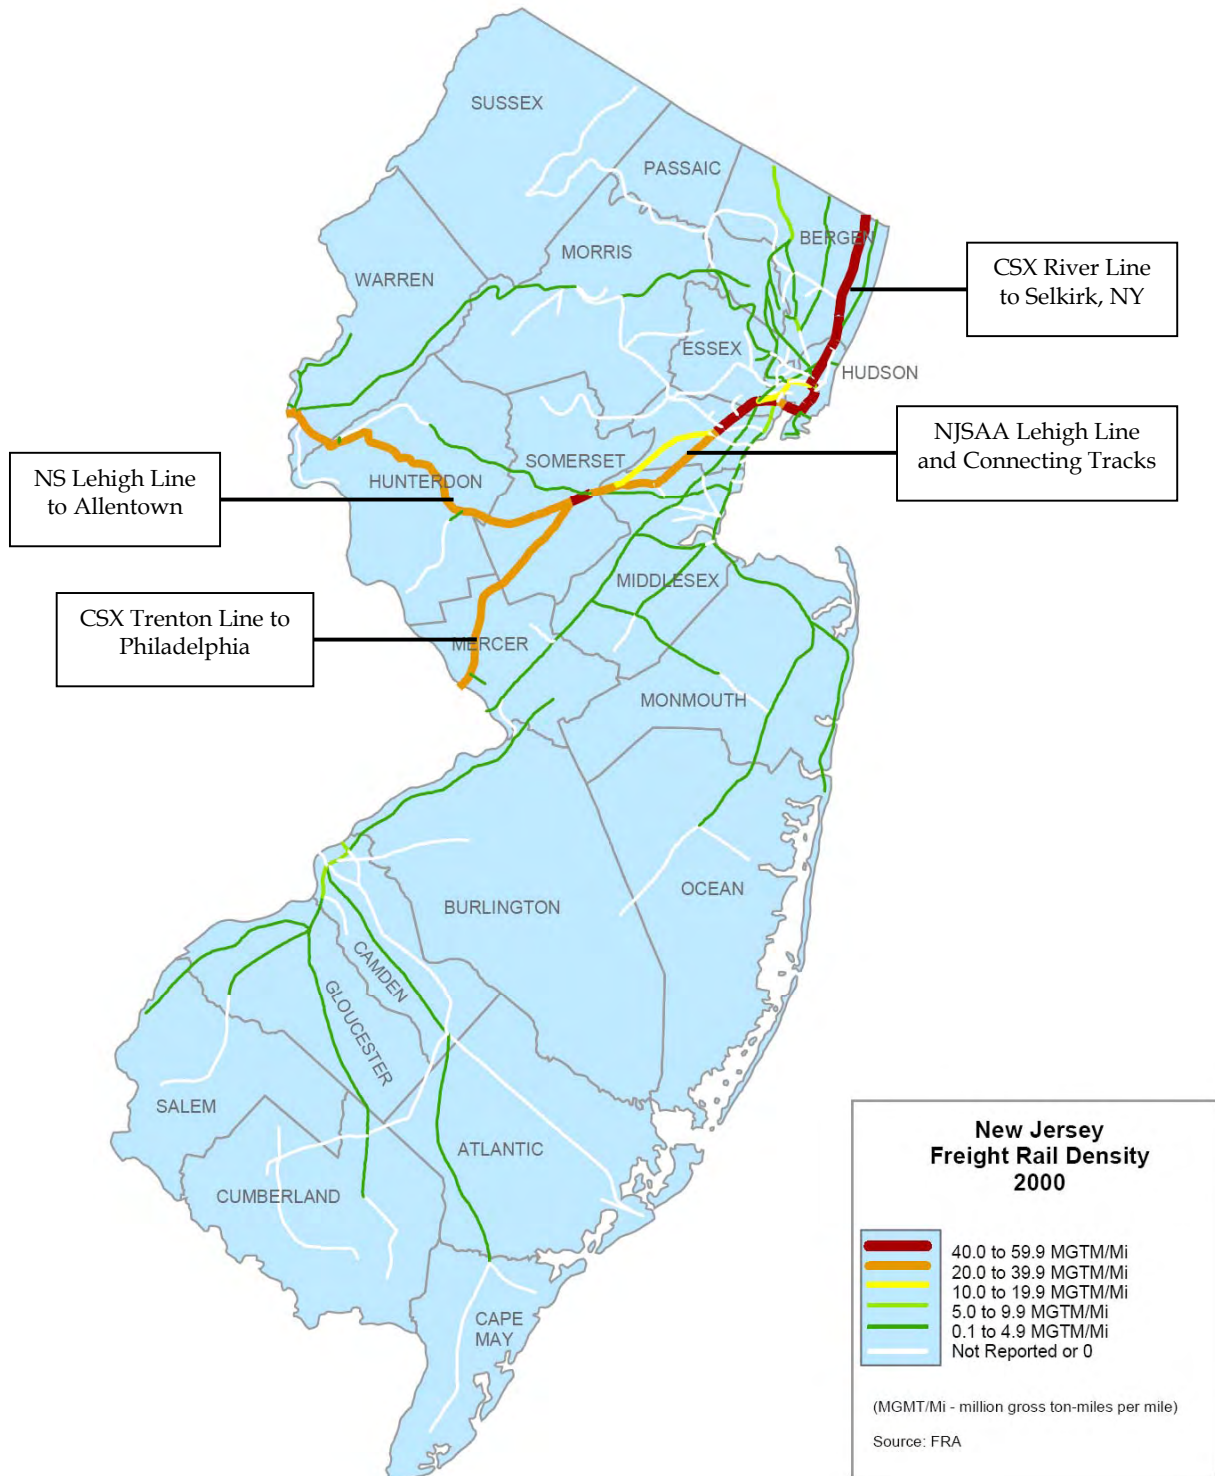 SUSSEX
PASSAIC
BERGEN
MORRIS
WARREN
CSX River Line
to Selkirk, NY
ESSEX
HUDSON
NJSAA Lehigh Line
and Connecting Tracks
SOMERSET
HUNTERDON
NS Lehigh Line
to Allentown
MIDDLESEX
CSX Trenton Line to
Philadelphia
MERCER
MONMOUTH
OCEAN
BURLINGTON
CAMDEN
GLOUCESTER
SALEM
ATLANTIC
CUMBERLAND
CAPE
MAY
New Jersey
Freight Rail Density
2000
40.0 to 59.9 MGTM/Mi
20.0 to 39.9 MGTM/Mi
10.0 to 19.9 MGTM/Mi
5.0 to 9.9 MGTM/Mi
0.1 to 4.9 MGTM/Mi
Not Reported or 0
(MGMT/Mi - million gross ton-miles per mile)
Source: FRA